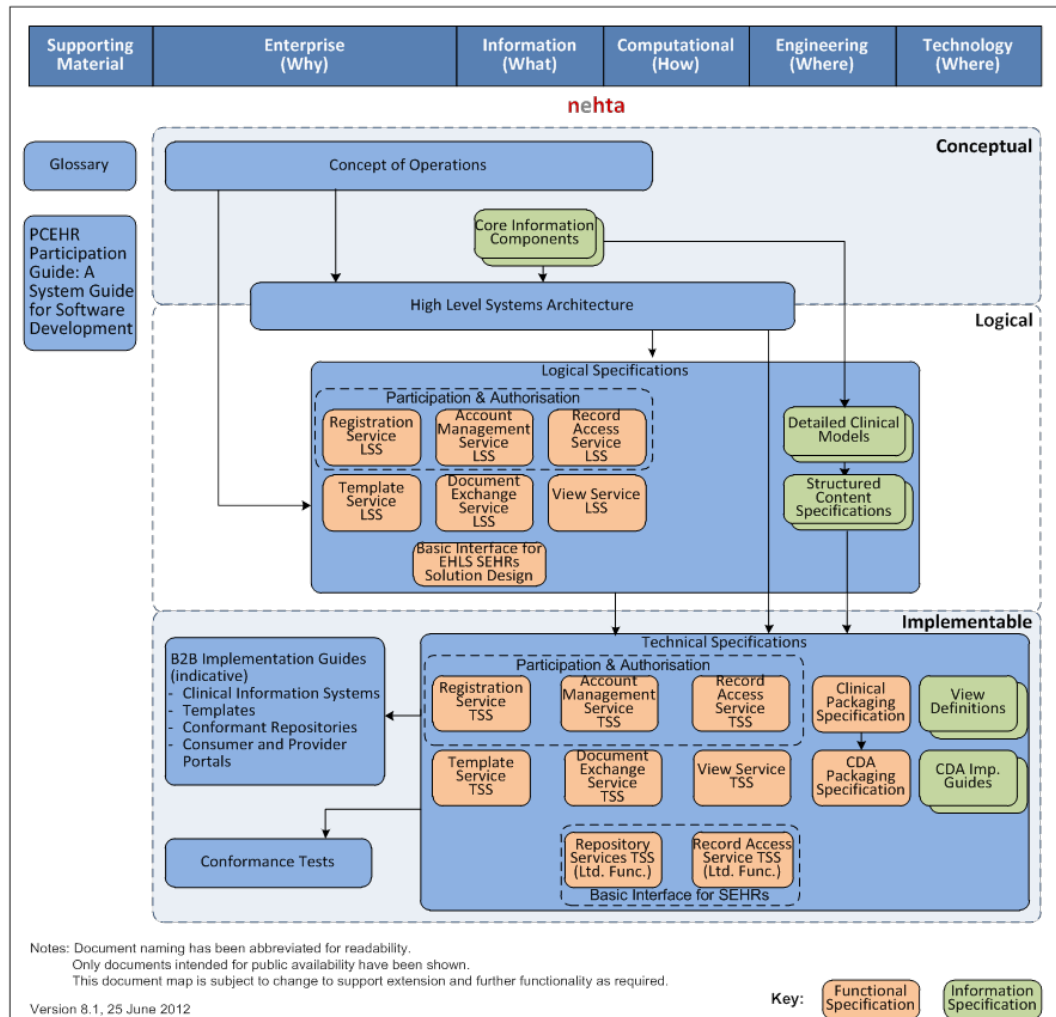 Supporting
Material
Enterprise
(Why)
Information
(What)
Computational
(How)
Engineering
(Where)
Technology
(Where)
nehta
Conceptual
Glossary
Concept of Operations
PCEHR
Participation
Guide: A
System Guide
for Software
Development
Core Information
Components
High Level Systems Architecture
Logical
Logical Specifications
Participation & Authorisation
Registration
Service
LSS
Account
Management
Service
LSS
Record
Access
Service
LSS
Detailed Clinical
Models
Template
Service
LSS
Document
Exchange
Service
LSS
View Service
LSS
Structured
Content
Specifications
Basic Interface for
EHLS SEHRs
Solution Design
Implementable
Technical Specifications
B2B Implementation Guides
(indicative)
- Clinical Information Systems
- Templates
- Conformant Repositories
- Consumer and Provider
Portals
Participation & Authorisation
Registration
Service
TSS
Account
Management
Service
TSS
Record
Access
Service
TSS
Clinical
Packaging
Specification
View
Definitions
Template
Service
TSS
Document
Exchange
Service
TSS
View Service
TSS
CDA
Packaging
Specification
CDA Imp.
Guides
Conformance Tests
Repository
Services TSS
(Ltd. Func.)
Record Access
Service TSS
(Ltd. Func.)
Basic Interface for SEHRs
Notes: Document naming has been abbreviated for readability.
Only documents intended for public availability have been shown.
This document map is subject to change to support extension and further functionality as required.
Version 8.1, 25 June 2012
Key:
Functional
Specification
Information
Specification